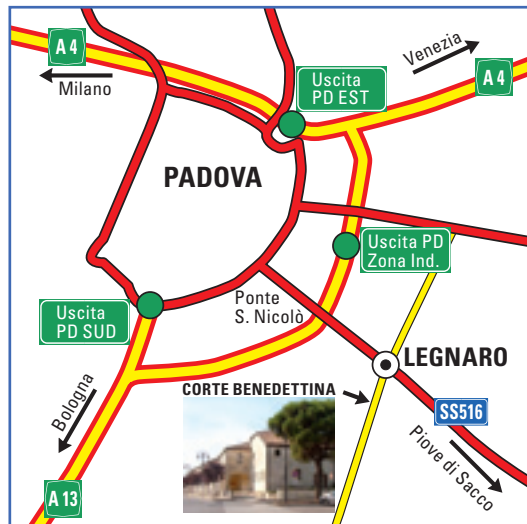 A 4
Milano
Venezia
Uscita
PD EST
A 4
PADOVA
Uscita PD
Zona Ind.
Uscita
PD SUD
Ponte
S. Nicolò
LEGNARO
Bologna
CORTE BENEDETTINA
SS516
Piove di Sacco
A 13